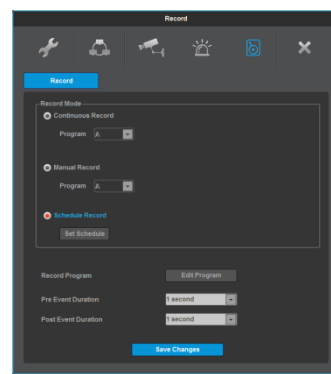 Record
Record
Record Mode
Continuous Record
Program A
Manual Record
Program A
Schedule Record
Set Schedule
Record Program Edit Program
Pre Event Duration 1 second
Post Event Duration 1 second
Save Changes